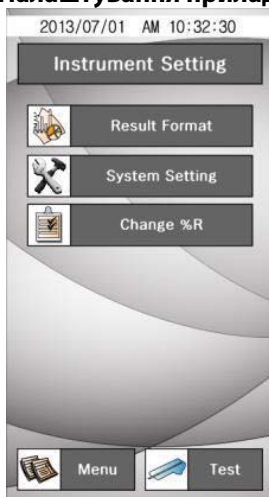 2013/07/01 AM 10:32:30
Instrument Setting
Result Format
System Setting
Change %R
Menu
Test